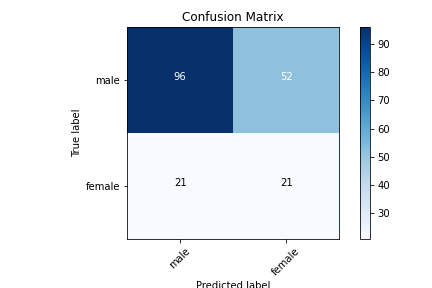 Confusion Matrix
male
96
52
True label
female
21
21
male
female
Predicted label
90
80
70
60
50
40
30